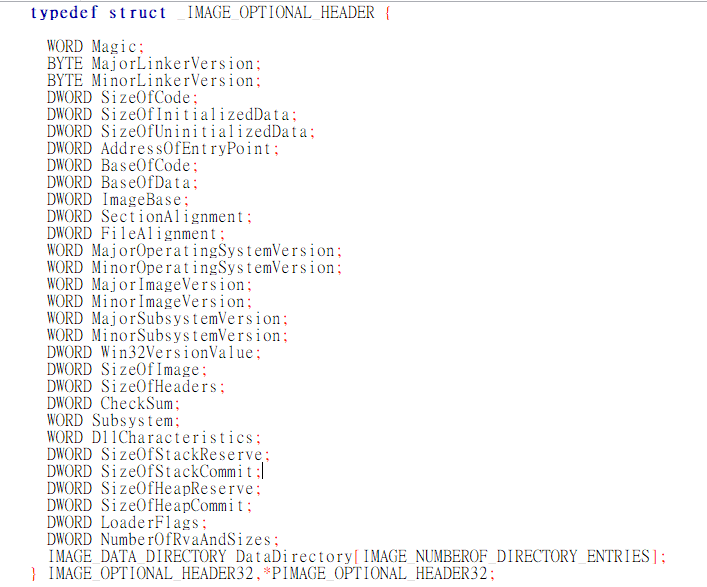 typedef struct _IMAGE_OPTIONAL_HEADER {
WORD Magic;
BYTE MajorLinkerVersion;
BYTE MinorLinkerVersion;
DWORD SizeOfCode;
DWORD SizeOfInitializedData;
DWORD SizeOfUninitializedData;
DWORD AddressOfEntryPoint;
DWORD BaseOfCode;
DWORD BaseOfData;
DWORD ImageBase;
DWORD SectionAlignment;
DWORD FileAlignment;
WORD MajorOperatingSystemVersion;
WORD MinorOperatingSystemVersion;
WORD MajorImageVersion;
WORD MinorImageVersion;
WORD MajorSubsystemVersion;
WORD MinorSubsystemVersion;
DWORD Win32VersionValue;
DWORD SizeOfImage;
DWORD SizeOfHeaders;
DWORD CheckSum;
WORD Subsystem;
WORD DllCharacteristics;
DWORD SizeOfStackReserve;
DWORD SizeOfStackCommit;
DWORD SizeOfHeapReserve;
DWORD SizeOfHeapCommit;
DWORD LoaderFlags;
DWORD NumberOfRvaAndSizes;
IMAGE_DATA_DIRECTORY DataDirectory[IMAGE_NUMBEROF_DIRECTORY_ENTRIES];
} IMAGE_OPTIONAL_HEADER32,*PIMAGE_OPTIONAL_HEADER32;